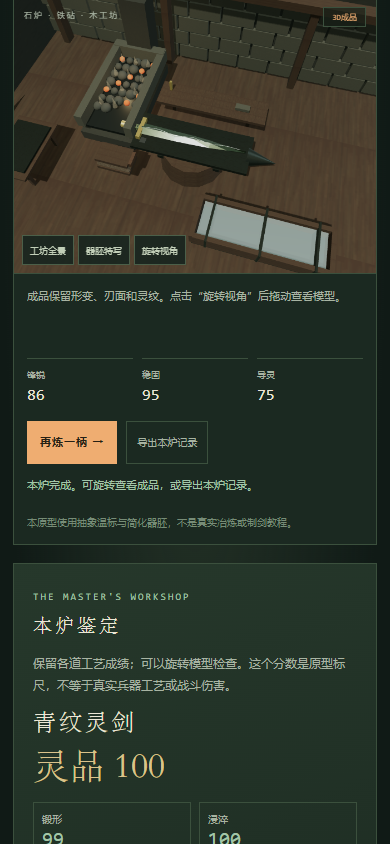 石炉 · 铁砧 · 木工坊
3D成品
工坊全景
器胚特写
旋转视角
成品保留形变、刃面和灵纹。点击“旋转视角”后拖动查看模型。
锋锐
稳固
导灵
86
95
75
再炼一柄 →
导出本炉记录
本炉完成。可旋转查看成品，或导出本炉记录。
本原型使用抽象温标与简化器胚，不是真实冶炼或制剑教程。
THE MASTER'S WORKSHOP
本炉鉴定
保留各道工艺成绩；可以旋转模型检查。这个分数是原型标
尺，不等于真实兵器工艺或战斗伤害。
青纹灵剑
灵品 100
锻形
浸淬
99
100